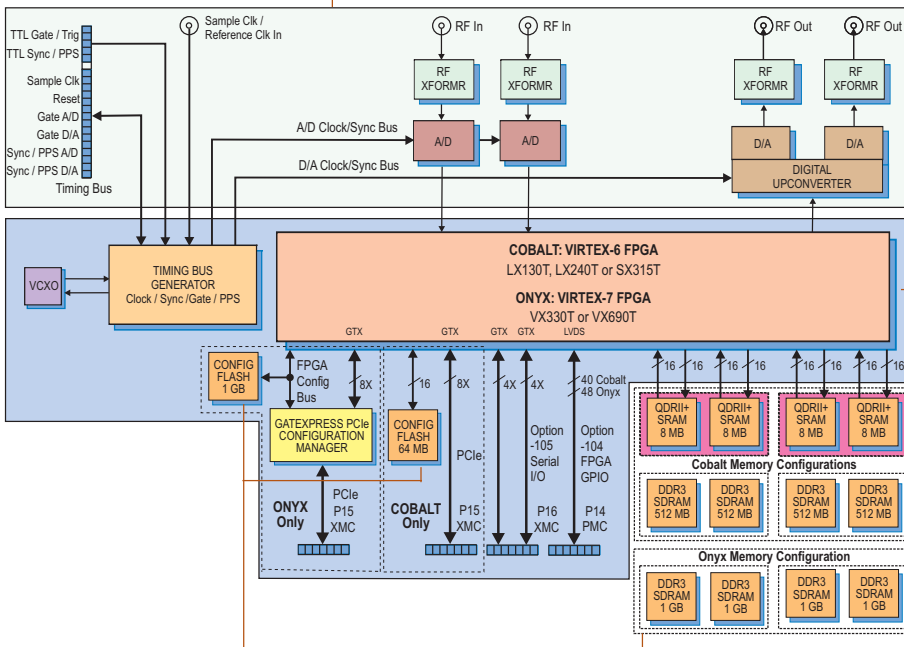 TTL Gate / Trig
TTL Sync / PPS
Sample Clk
Reset
Gate A/D
Gate D/A
Sync / PPS A/D
Sync / PPS D/A
Timing Bus
Sample Clk /
Reference Clk In
A/D Clock/Sync Bus
D/A Clock/Sync Bus
RF In
RF In
RF Out
RF Out
RF
XFORMR
RF
XFORMR
RF
XFORMR
RF
XFORMR
A/D
A/D
D/A
D/A
DIGITAL
UPCONVERTER
VCXO
TIMING BUS
GENERATOR
Clock / Sync /Gate / PPS
COBALT: VIRTEX-6 FPGA
LX130T, LX240T or SX315T
ONYX: VIRTEX-7 FPGA
VX330T or VX690T
GTX
GTX
GTX
GTX
LVDS
CONFIG
FLASH
1 GB
FPGA
Config
Bus
8X
16
8X
4X
4X
40 Cobalt
48 Onyx
16
16
16
16
16
16
16
16
GATEXPRESS PCIe
CONFIGURATION
MANAGER
CONFIG
FLASH
64 MB
PCIe
Option
-105
Serial
I/O
Option
-104
FPGA
GPIO
ONYX
Only
PCIe
P15
XMC
COBALT
Only
P15
XMC
P16
XMC
P14
PMC
QDRII+
SRAM
8 MB
QDRII+
SRAM
8 MB
QDRII+
SRAM
8 MB
QDRII+
SRAM
8 MB
Cobalt Memory Configurations
DDR3
SDRAM
512 MB
DDR3
SDRAM
512 MB
DDR3
SDRAM
512 MB
DDR3
SDRAM
512 MB
Onyx Memory Configuration
DDR3
SDRAM
1 GB
DDR3
SDRAM
1 GB
DDR3
SDRAM
1 GB
DDR3
SDRAM
1 GB